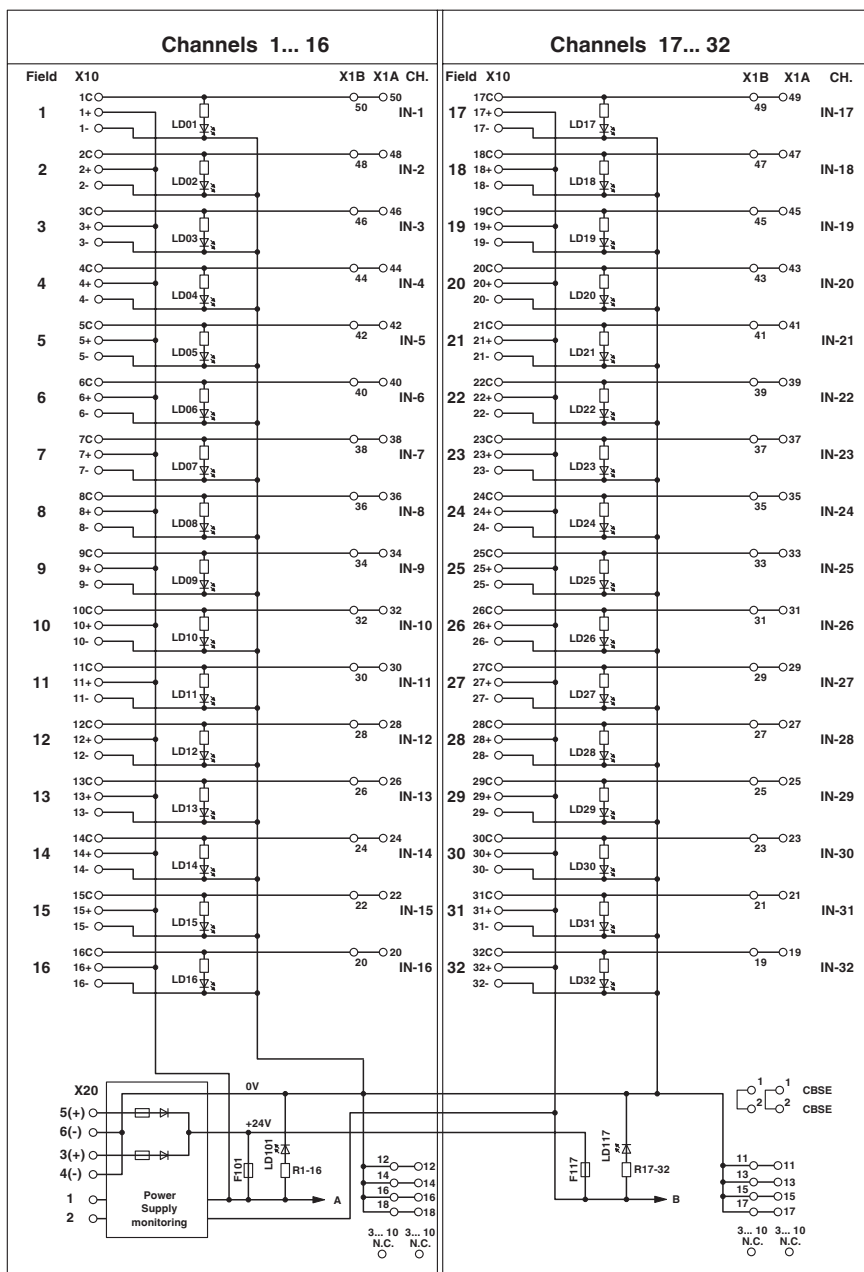 Channels 1... 16
Channels 17... 32
Field X10 X1B X1A CH.
Field X10 X1B X1A CH.
1C 50
1 1+ 50 IN-1
1- LD01
17C 49
17 17+ 49 IN-17
17- LD17
2C 48
2 2+ 48 IN-2
2- LD02
18C 47
18 18+ 47 IN-18
18- LD18
3C 46
3 3+ 46 IN-3
3- LD03
19C 45
19 19+ 45 IN-19
19- LD19
4C 44
4 4+ 44 IN-4
4- LD04
20C 43
20 20+ 43 IN-20
20- LD20
5C 42
5 5+ 42 IN-5
5- LD05
21C 41
21 21+ 41 IN-21
21- LD21
6C 40
6 6+ 40 IN-6
6- LD06
22C 39
22 22+ 39 IN-22
22- LD22
7C 38
7 7+ 38 IN-7
7- LD07
23C 37
23 23+ 37 IN-23
23- LD23
8C 36
8 8+ 36 IN-8
8- LD08
24C 35
24 24+ 35 IN-24
24- LD24
9C 34
9 9+ 34 IN-9
9- LD09
25C 33
25 25+ 33 IN-25
25- LD25
10C 32
10 10+ 32 IN-10
10- LD10
26C 31
26 26+ 31 IN-26
26- LD26
11C 30
11 11+ 30 IN-11
11- LD11
27C 29
27 27+ 29 IN-27
27- LD27
12C 28
12 12+ 28 IN-12
12- LD12
28C 27
28 28+ 27 IN-28
28- LD28
13C 26
13 13+ 26 IN-13
13- LD13
29C 25
29 29+ 25 IN-29
29- LD29
14C 24
14 14+ 24 IN-14
14- LD14
30C 23
30 30+ 23 IN-30
30- LD30
15C 22
15 15+ 22 IN-15
15- LD15
31C 21
31 31+ 21 IN-31
31- LD31
16C 20
16 16+ 20 IN-16
16- LD16
32C 19
32 32+ 19 IN-32
32- LD32
X20
0V
5(+)
6(-)
3(+)
4(-)
1
2
Power
Supply
monitoring
+24V
F101
LD101
R1-16
A
12 12
14 14
16 16
18 18
3... 10 3... 10
N.C. N.C.
F117
LD117
R17-32
B
1 1 CBSE
2 2 CBSE
11 11
13 13
15 15
17 17
3... 10 3... 10
N.C. N.C.